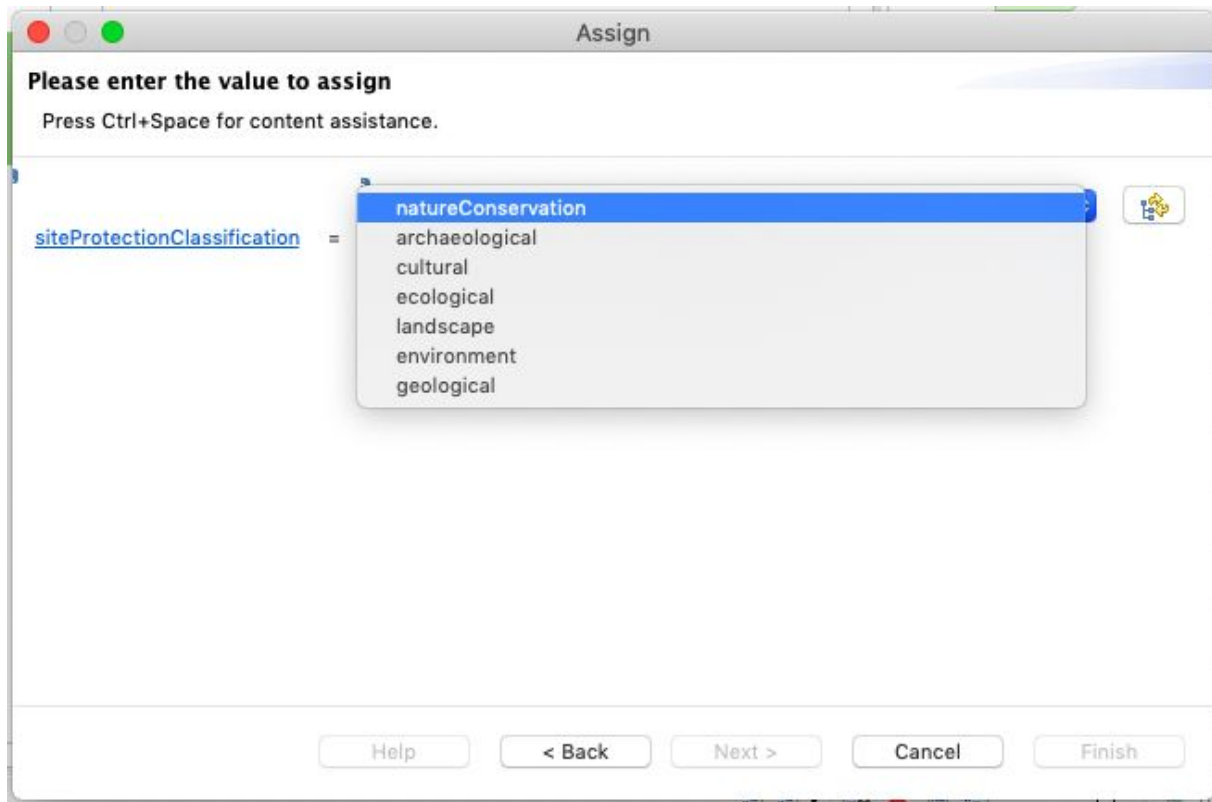 Assign
Please enter the value to assign
Press Ctrl+Space for content assistance.
siteProtectionClassification =
natureConservation
archaeological
cultural
ecological
landscape
environment
geological
Help < Back Next > Cancel Finish